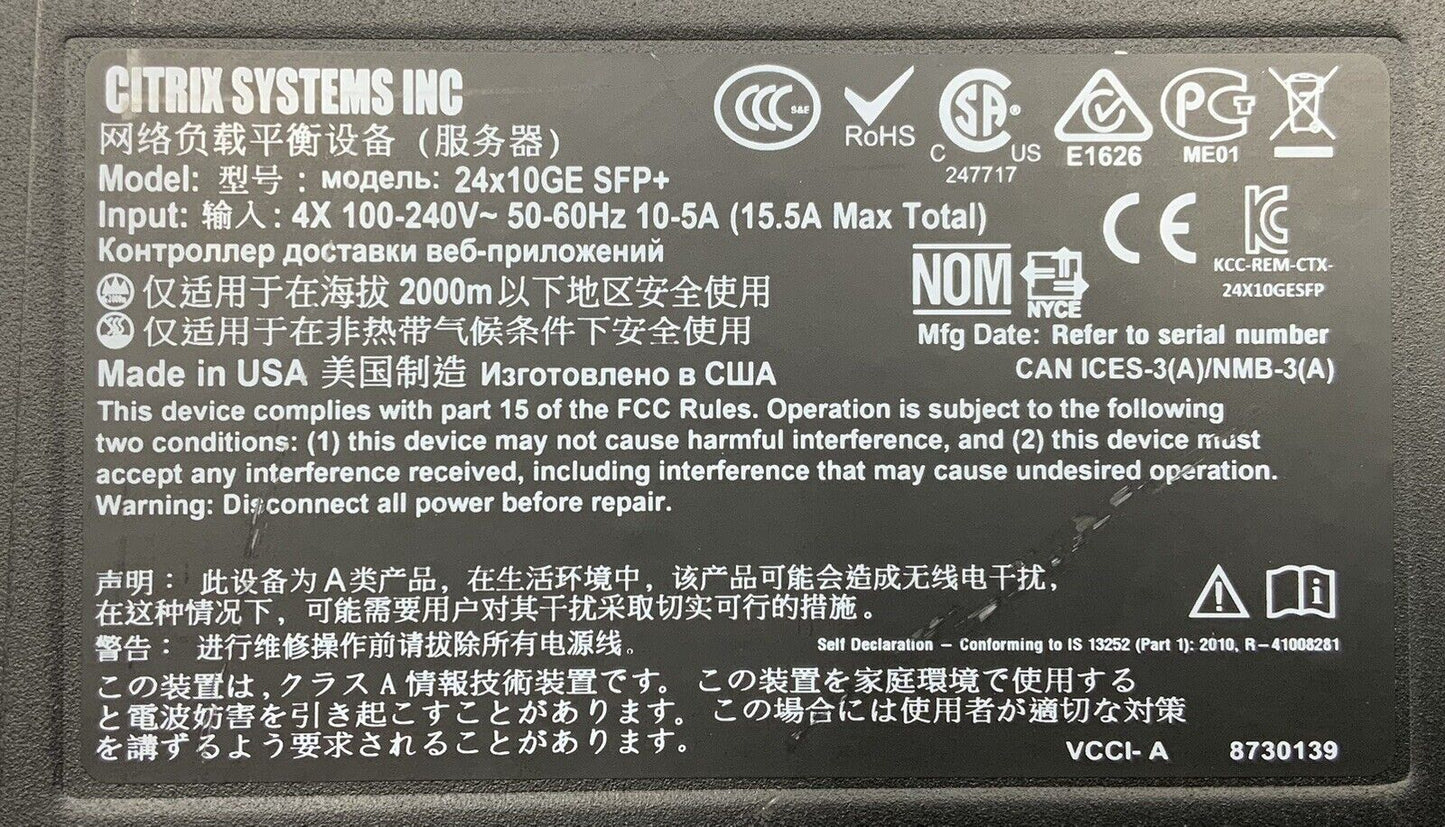 CITRIX SYSTEMS INC
网络负载平衡设备 (服务器)
Model: 型号 : модель: 24x10GE SFP+
Input: 输入 : 4X 100-240V~ 50-60Hz 10-5A (15.5A Max Total)
Контроллер доставки веб-приложений
仅适用于在海拔 2000m 以下地区安全使用
仅适用于在非热带气候条件下安全使用
Made in USA 美国制造 Изготовлено в США
CCC S&E
RoHS
C SA® US
247717
E1626
PCT
ME01
CE
KC
KCC-REM-CTX-
24X10GESFP
NOM
NYCE
Mfg Date: Refer to serial number
CAN ICES-3(A)/NMB-3(A)
This device complies with part 15 of the FCC Rules. Operation is subject to the following
two conditions: (1) this device may not cause harmful interference, and (2) this device must
accept any interference received, including interference that may cause undesired operation.
Warning: Disconnect all power before repair.
声明： 此设备为 A类产品，在生活环境中，该产品可能会造成无线电干扰，
在这种情况下，可能需要用户对其干扰采取切实可行的措施。
警告： 进行维修操作前请拔除所有电源线。
Self Declaration – Conforming to IS 13252 (Part 1): 2010, R–41008281
この装置は,クラス A 情報技術装置です。 この装置を家庭環境で使用する
と電波妨害を引き起こすことがあります。 この場合には使用者が適切な対策
を講ずるよう要求されることがあります。
VCCI- A 8730139